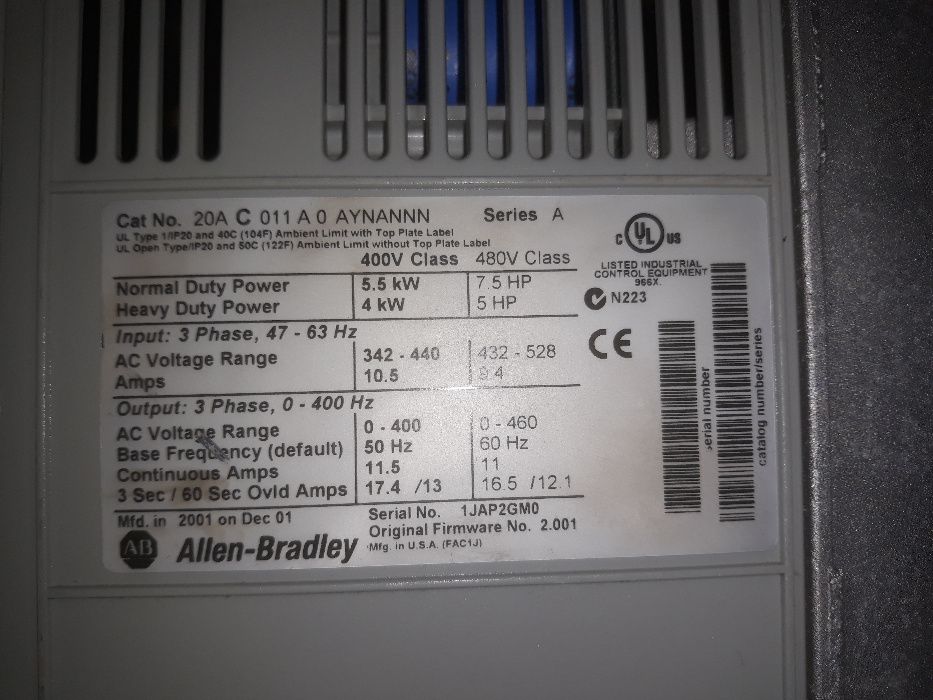 Cat No. 20A C 011 A 0 AYNANNN Series A
UL Type 1/IP20 and 40C (104F) Ambient Limit with Top Plate Label
UL Open Type/IP20 and 50C (122F) Ambient Limit without Top Plate Label
400V Class 480V Class
Normal Duty Power 5.5 kW 7.5 HP
Heavy Duty Power 4 kW 5 HP
Input: 3 Phase, 47 - 63 Hz
AC Voltage Range 342 - 440 432 - 528
Amps 10.5 9.4
Output: 3 Phase, 0 - 400 Hz
AC Voltage Range 0 - 400 0 - 460
Base Frequency (default) 50 Hz 60 Hz
Continuous Amps 11.5 11
3 Sec / 60 Sec Ovld Amps 17.4 /13 16.5 /12.1
Mfd. in 2001 on Dec 01
Serial No. 1JAP2GM0
Original Firmware No. 2.001
Mfg. in U.S.A. (FAC1J)
AB Allen-Bradley
C UL US
LISTED INDUSTRIAL
CONTROL EQUIPMENT
966X
N223
CE
serial number
catalog number/series